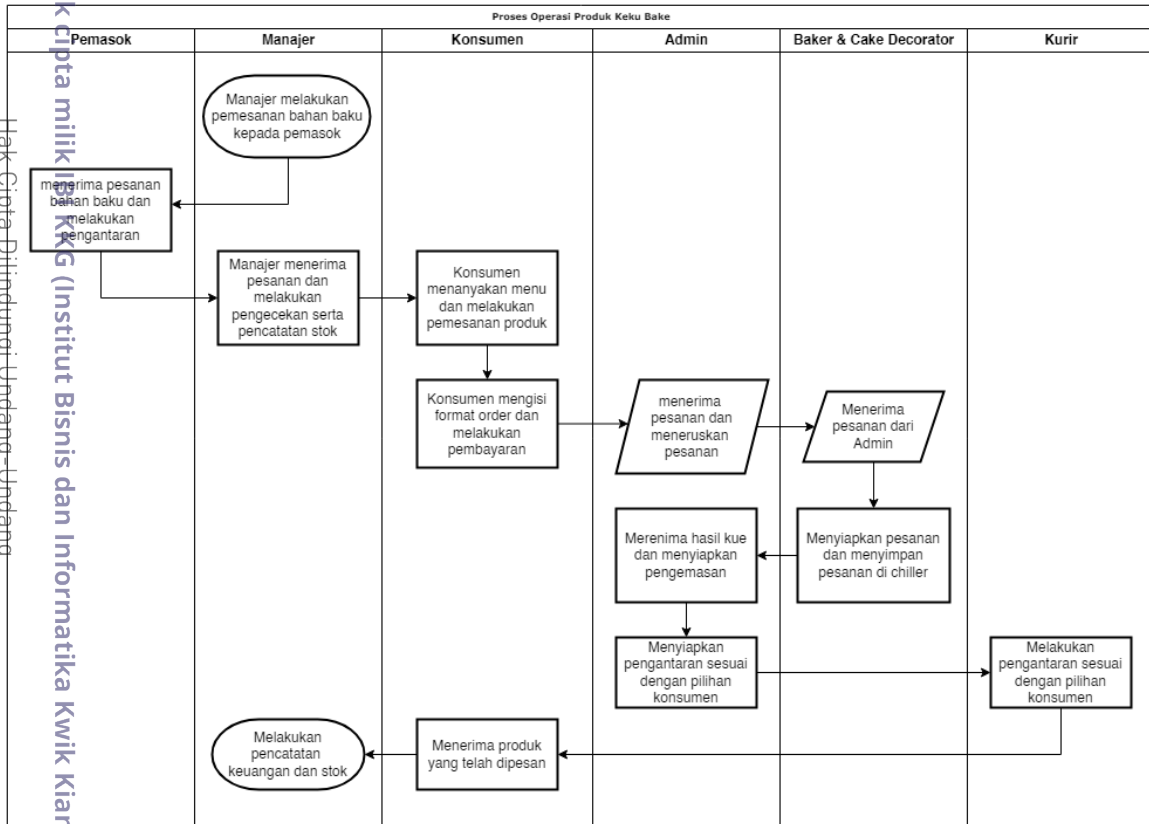 Proses Operasi Produk Keku Bake
Pemasok
Manajer
Konsumen
Admin
Baker & Cake Decorator
Kurir
Manajer melakukan
pemesanan bahan baku
kepada pemasok
menerima pesanan
bahan baku dan
melakukan
pengantaran
Manajer menerima
pesanan dan
melakukan
pengecekan serta
pencatatan stok
Konsumen
menanyakan menu
dan melakukan
pemesanan produk
Konsumen mengisi
format order dan
melakukan
pembayaran
menerima
pesanan dan
meneruskan
pesanan
Menerima
pesanan dari
Admin
Menyiapkan pesanan
dan menyimpan
pesanan di chiller
Merenima hasil kue
dan menyiapkan
pengemasan
Menyiapkan
pengantaran sesuai
dengan pilihan
konsumen
Melakukan
pengantaran sesuai
dengan pilihan
konsumen
Menerima produk
yang telah dipesan
Melakukan
pencatatan
keuangan dan stok
k cipta milik IBI KKG (Institut Bisnis dan Informatika Kwik Kian
Hak Cipta Dilindungi Undang-Undang